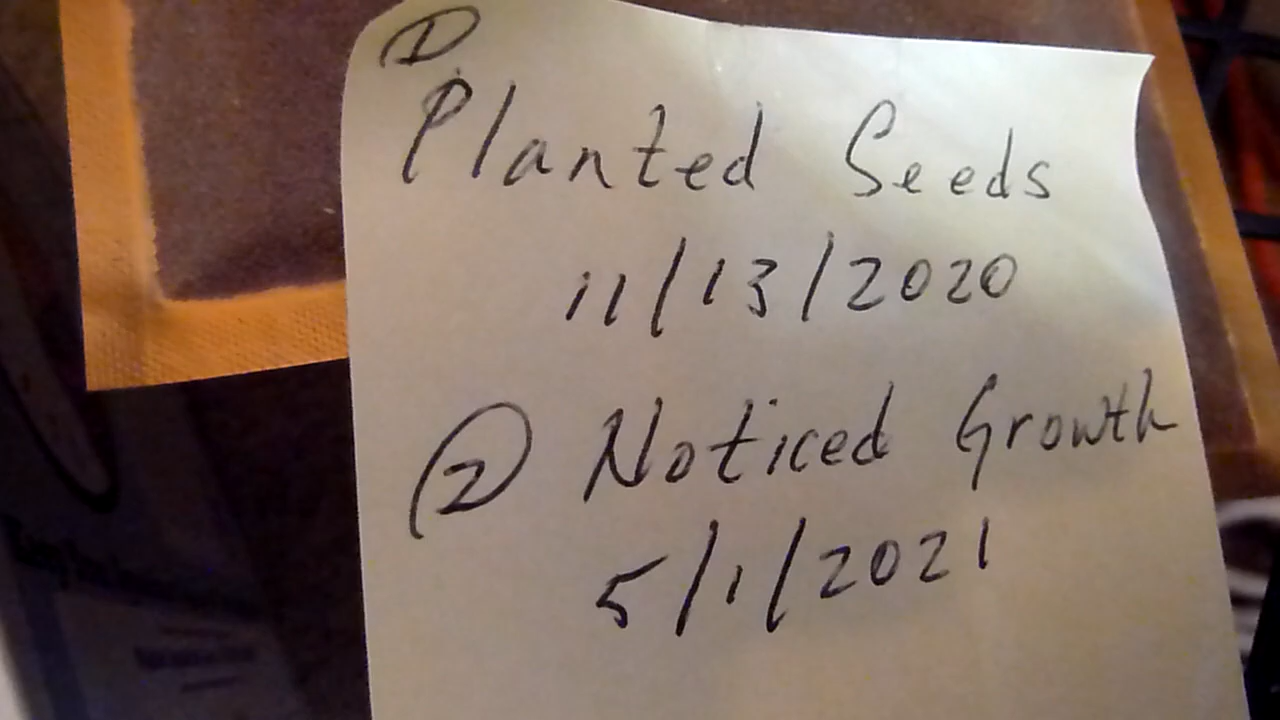 ①
Planted Seeds
11/13/2020
② Noticed Growth
5/1/2021